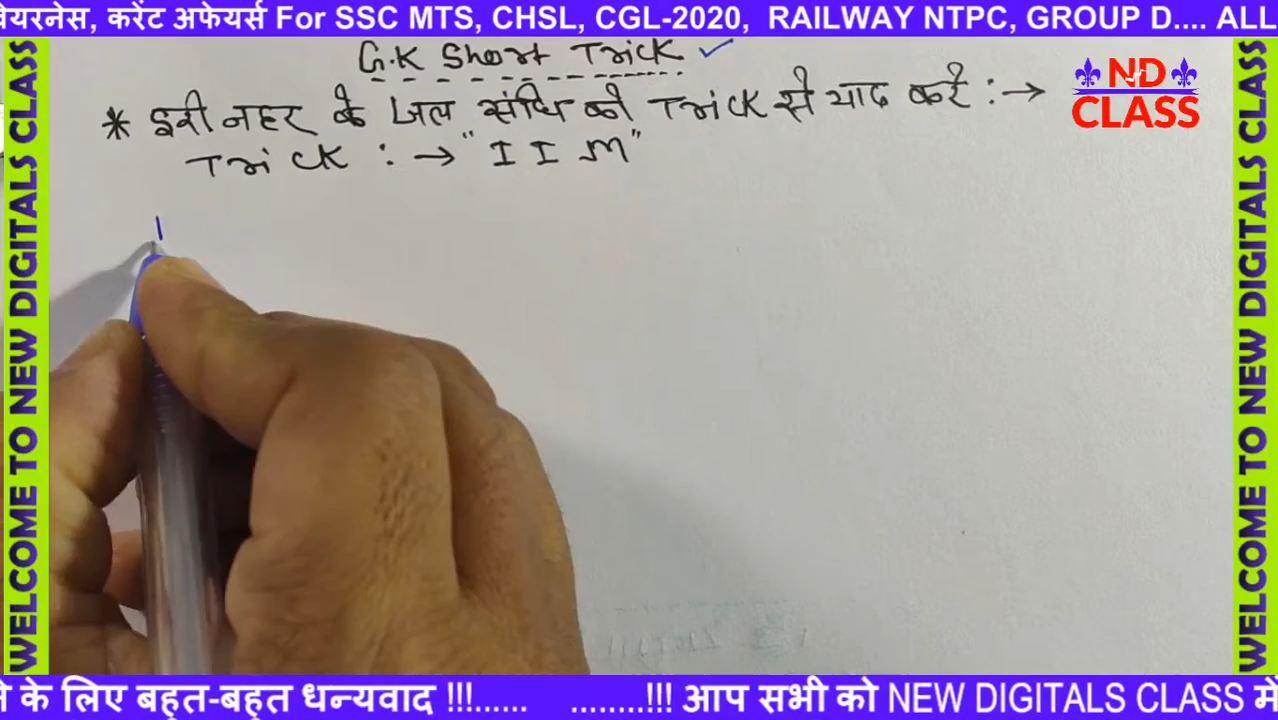 वेयरनेस, करेंट अफेयर्स For SSC MTS, CHSL, CGL-2020, RAILWAY NTPC, GROUP D.... ALL
G.K Short Trick
ND
CLASS
* इरी नहर के जल संधि को Trick से याद करें :→
Trick :→ "I I M"
WELCOME TO NEW DIGITALS CLASS
WELCOME TO NEW DIGITALS CLASS
के लिए बहुत-बहुत धन्यवाद !!!...... ........!!! आप सभी को NEW DIGITALS CLASS में